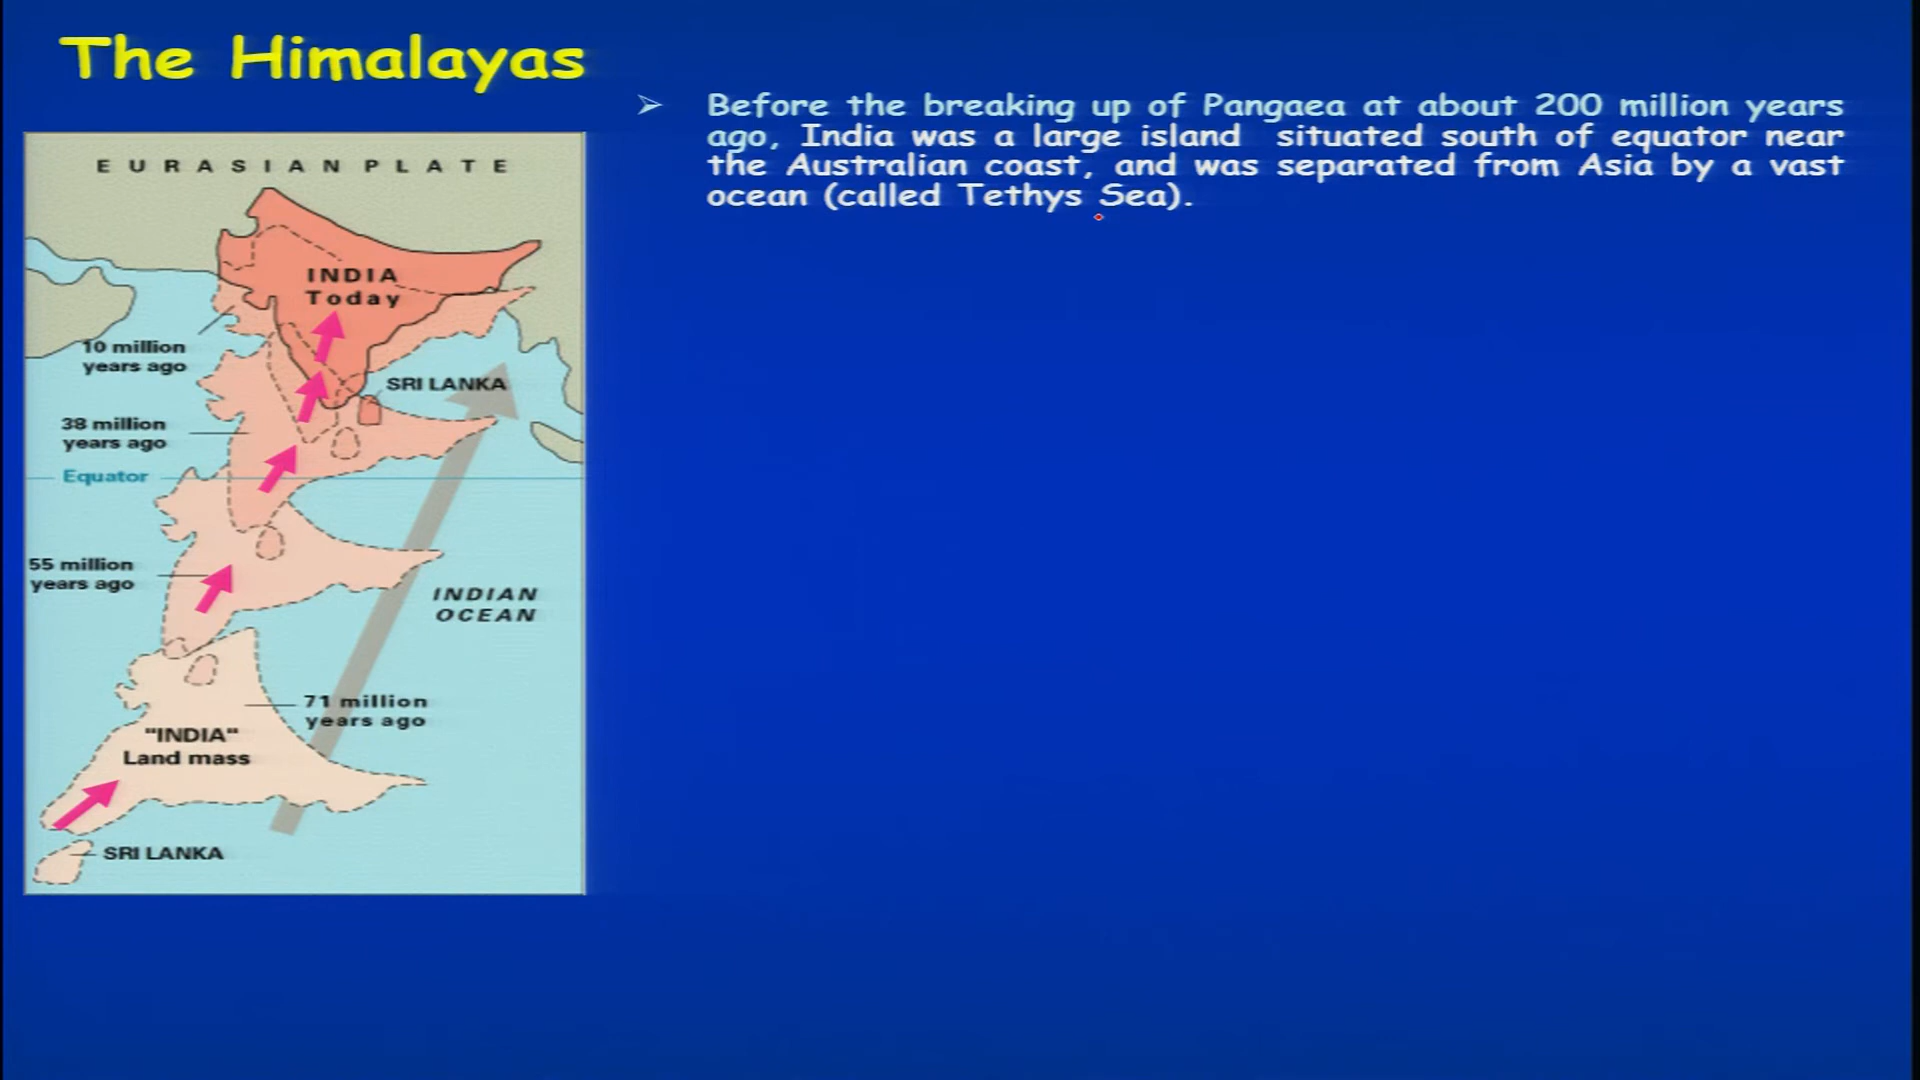 The Himalayas
Before the breaking up of Pangaea at about 200 million years
ago, India was a large island situated south of equator near
the Australian coast, and was separated from Asia by a vast
ocean (called Tethys Sea).
EURASIAN PLATE
INDIA
Today
10 million
years ago
SRI LANKA
38 million
years ago
Equator
55 million
years ago
INDIAN
OCEAN
71 million
years ago
"INDIA"
Land mass
SRI LANKA